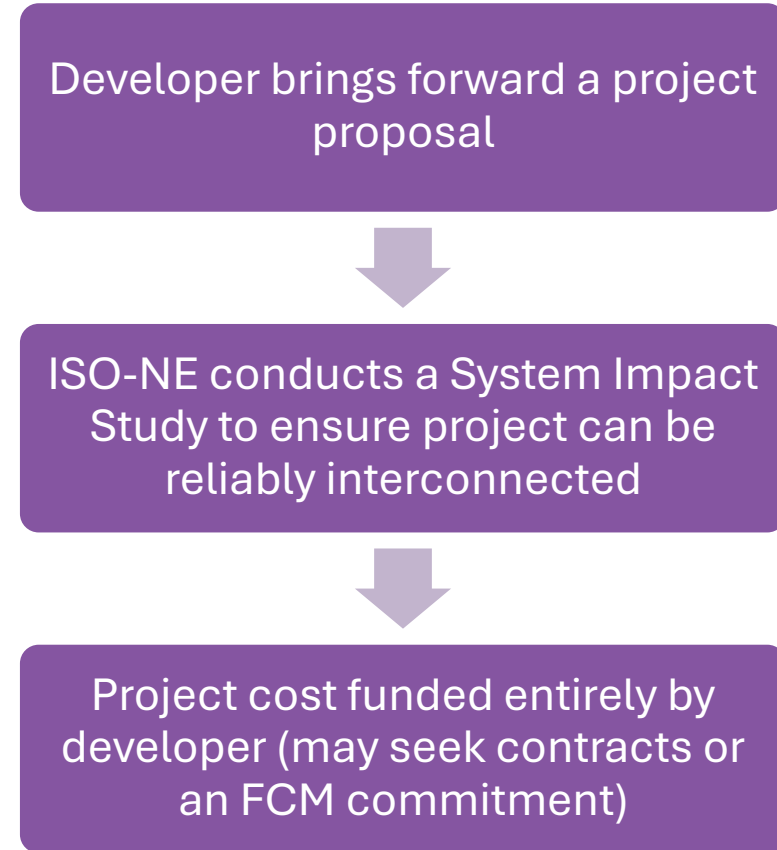 Developer brings forward a project
proposal
ISO-NE conducts a System Impact
Study to ensure project can be
reliably interconnected
Project cost funded entirely by
developer (may seek contracts or
an FCM commitment)